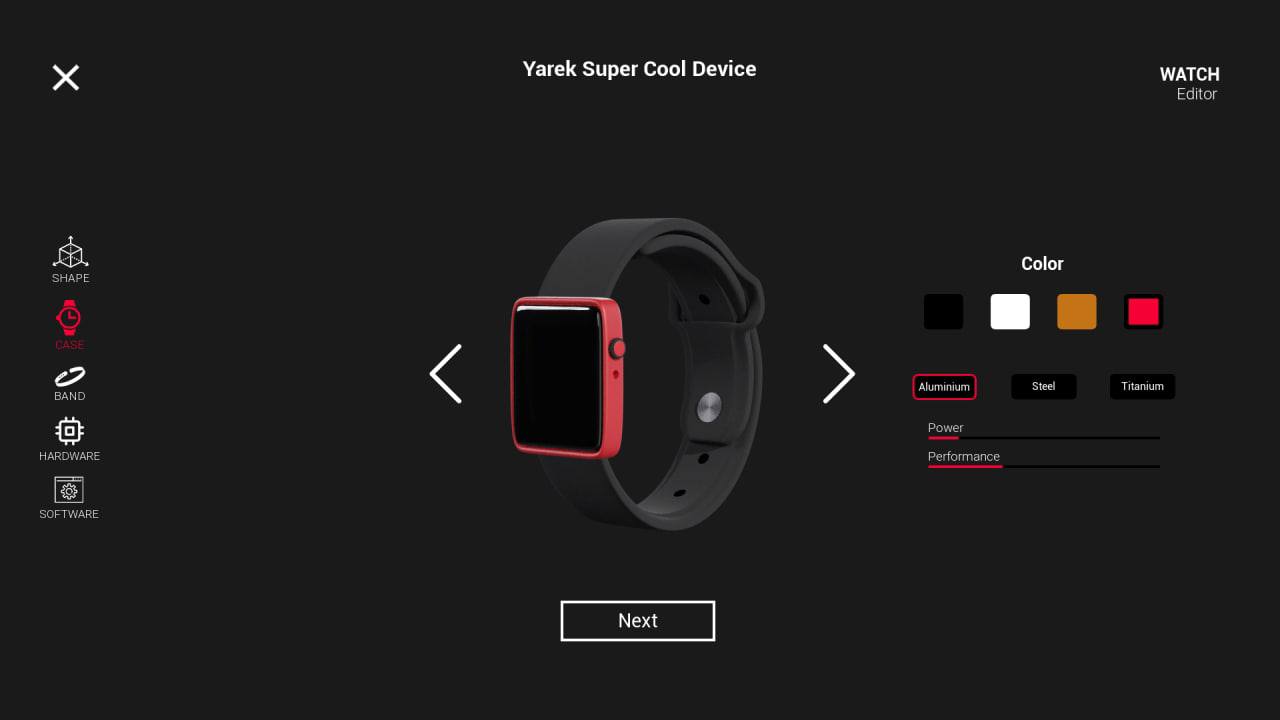 Yarek Super Cool Device
WATCH
Editor
SHAPE
CASE
BAND
HARDWARE
SOFTWARE
Color
Aluminium
Steel
Titanium
Power
Performance
Next